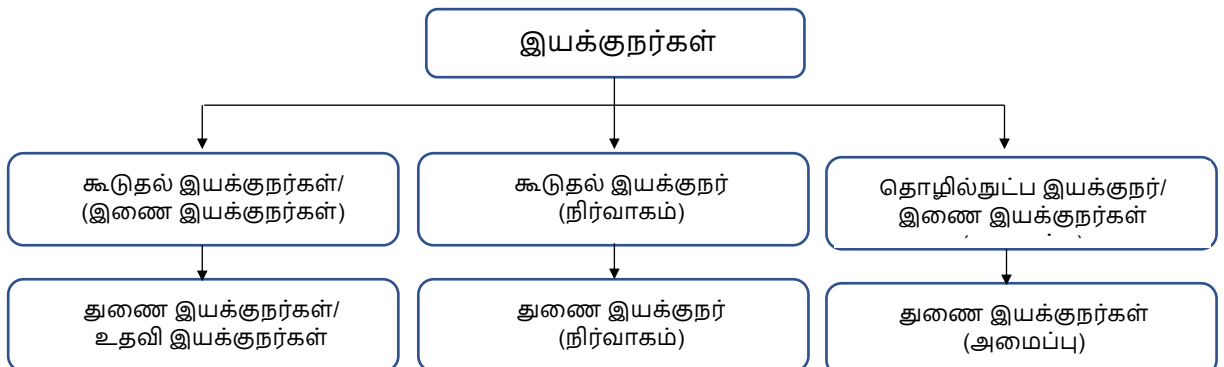 இயக்குநர்கள்
கூடுதல் இயக்குநர்கள்/
(இணை இயக்குநர்கள்)
கூடுதல் இயக்குநர்
(நிர்வாகம்)
தொழில்நுட்ப இயக்குநர்/
இணை இயக்குநர்கள்
துணை இயக்குநர்கள்/
உதவி இயக்குநர்கள்
துணை இயக்குநர்
(நிர்வாகம்)
துணை இயக்குநர்கள்
(அமைப்பு)